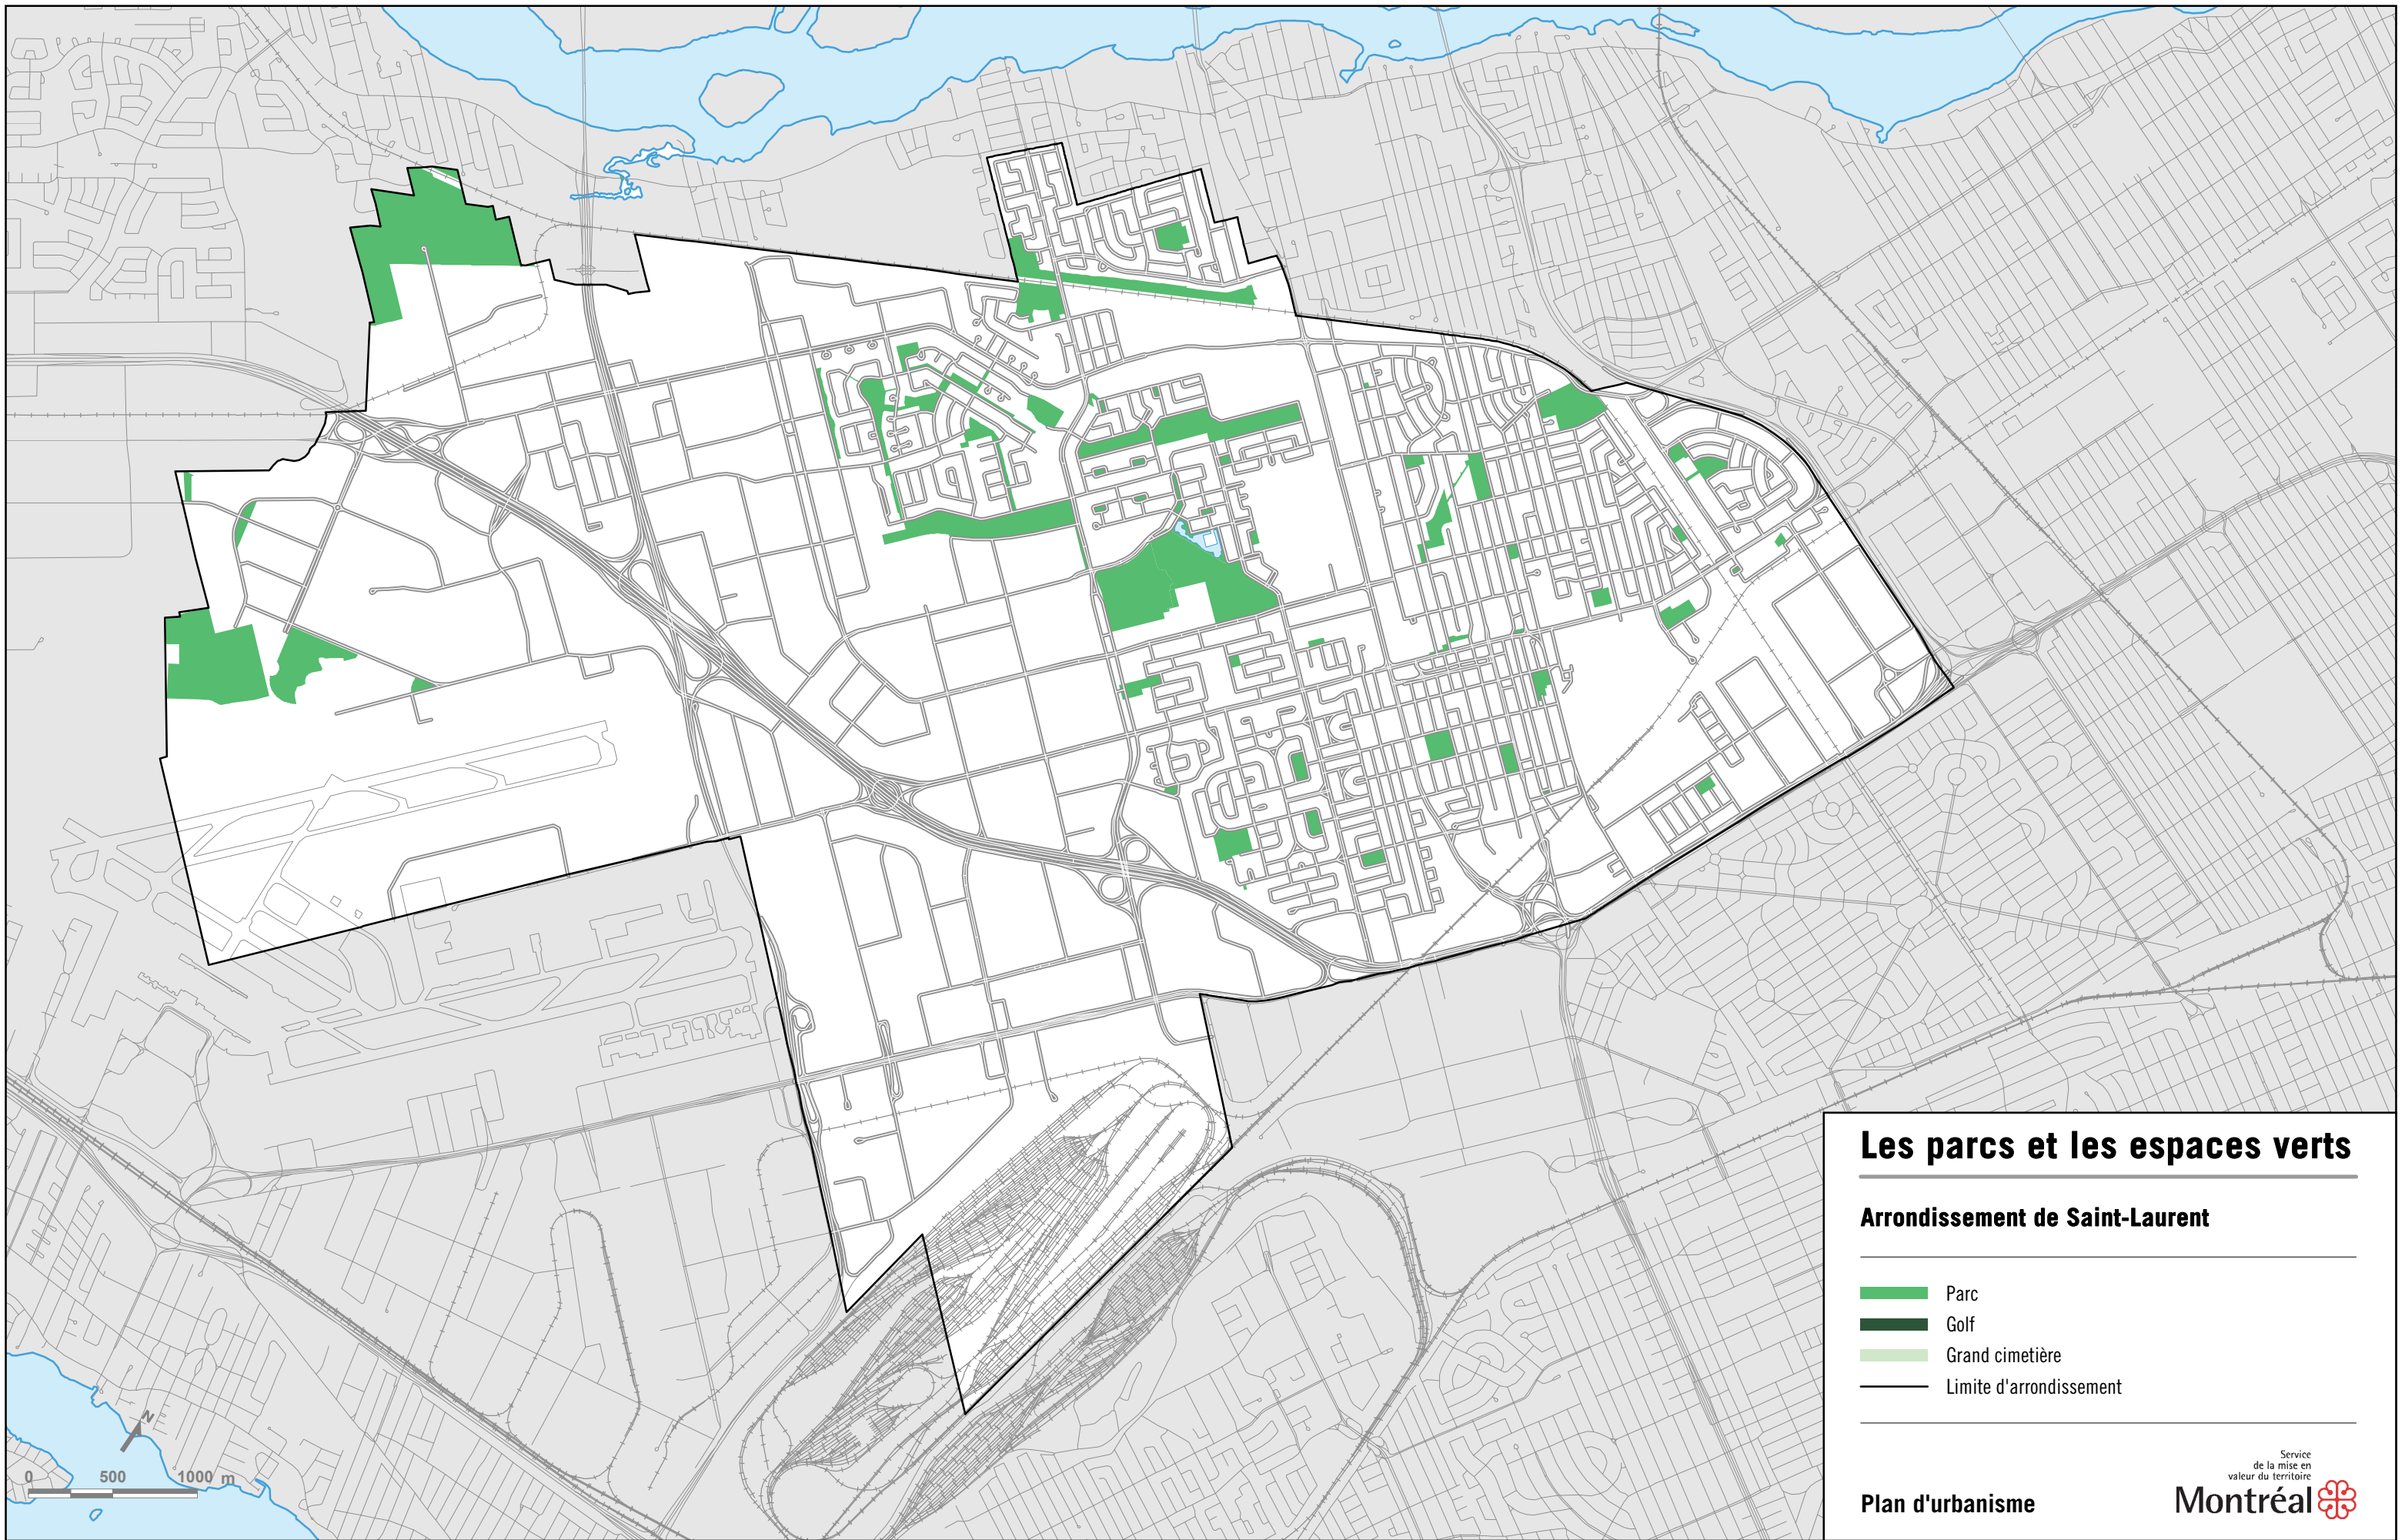 Les parcs et les espaces verts
Arrondissement de Saint-Laurent
Parc
Golf
Grand cimetière
Limite d'arrondissement
Service
de la mise en
valeur du territoire
Plan d'urbanisme
Montréal
N
0 500 1000 m